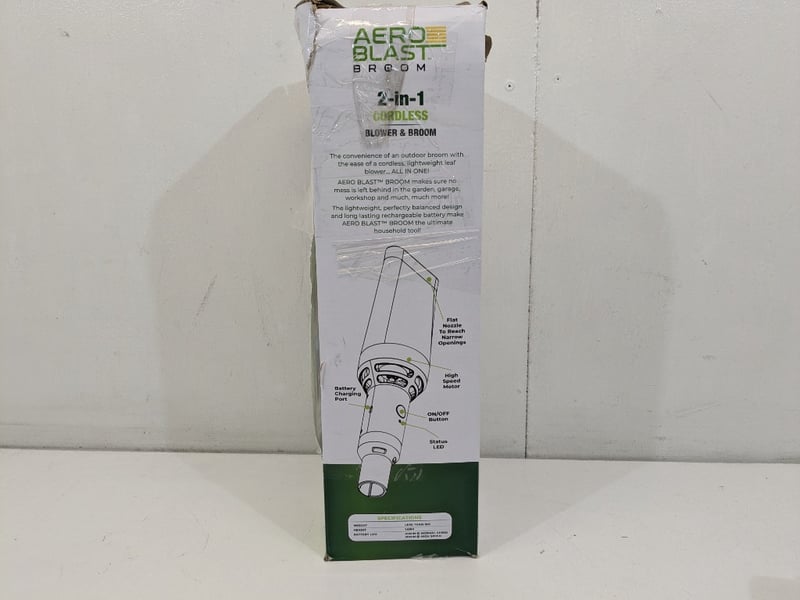 AERO
BLAST
BROOM
2-in-1
CORDLESS
BLOWER & BROOM
The convenience of an outdoor broom with
the ease of a cordless, lightweight leaf
blower... ALL IN ONE!
AERO BLAST™ BROOM makes sure no
mess is left behind in the garden, garage,
workshop and much, much more!
The lightweight, perfectly balanced design
and long lasting rechargeable battery make
AERO BLAST™ BROOM the ultimate
household tool!
Flat
Nozzle
To Reach
Narrow
Openings
High
Speed
Motor
Battery
Charging
Port
ON/OFF
Button
Status
LED
SPECIFICATIONS
WEIGHT
HEIGHT
BATTERY LIFE